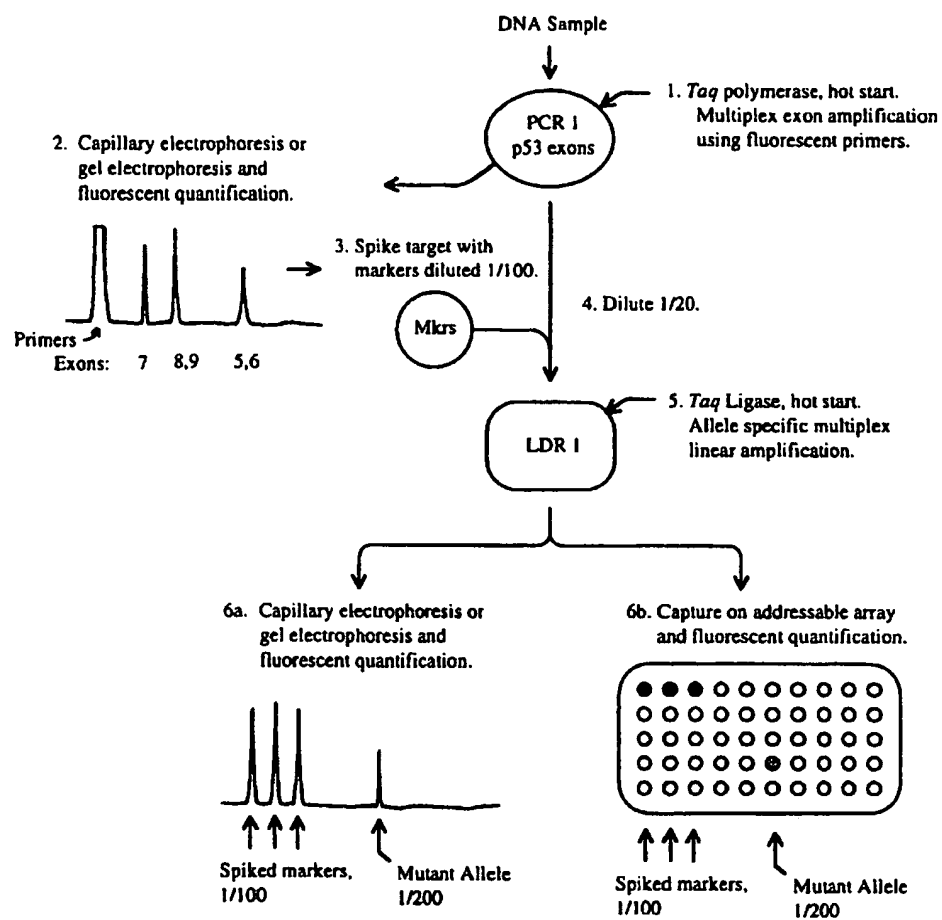 DNA Sample
1. Taq polymerase, hot start.
Multiplex exon amplification
using fluorescent primers.
PCR 1
p53 exons
2. Capillary electrophoresis or
gel electrophoresis and
fluorescent quantification.
3. Spike target with
markers diluted 1/100.
Mkrs
4. Dilute 1/20.
Primers
Exons: 7 8,9 5,6
5. Taq Ligase, hot start.
Allele specific multiplex
linear amplification.
LDR 1
6a. Capillary electrophoresis or
gel electrophoresis and
fluorescent quantification.
Spiked markers,
1/100
Mutant Allele
1/200
6b. Capture on addressable array
and fluorescent quantification.
Spiked markers,
1/100
Mutant Allele
1/200